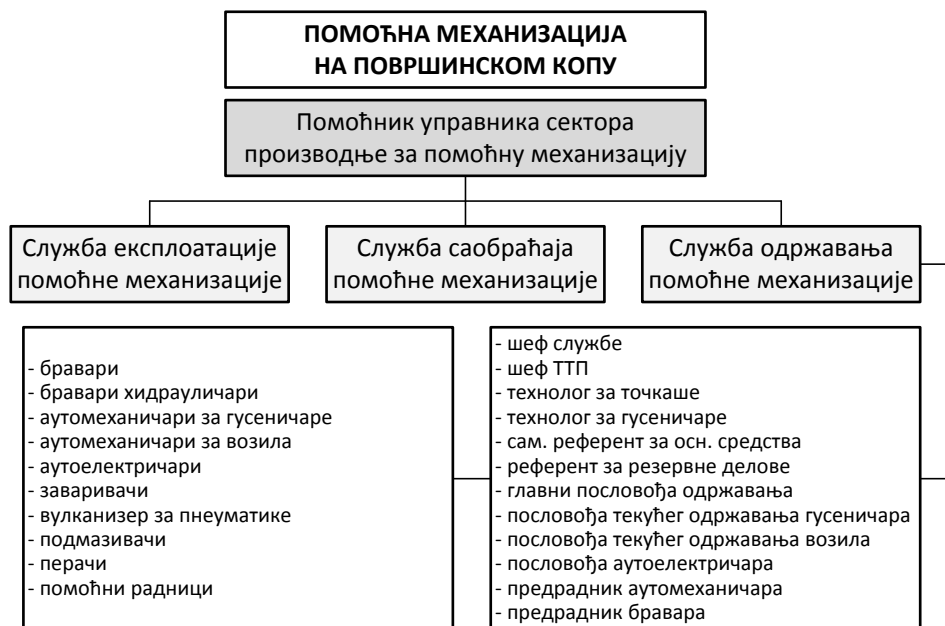 ПОМОЋНА МЕХАНИЗАЦИЈА
НА ПОВРШИНСКОМ КОПУ
Помоћник управника сектора
производње за помоћну механизацију
Служба експлоатације
помоћне механизације
Служба саобраћаја
помоћне механизације
Служба одржавања
помоћне механизације
- бравари
- бравари хидрауличари
- аутомеханичари за гусеничаре
- аутомеханичари за возила
- аутоелектричари
- заваривачи
- вулканизер за пнеуматике
- подмазивачи
- перачи
- помоћни радници
- шеф службе
- шеф ТТП
- технолог за точкаше
- технолог за гусеничаре
- сам. референт за осн. средства
- референт за резервне делове
- главни пословођа одржавања
- пословођа текућег одржавања гусеничара
- пословођа текућег одржавања возила
- пословођа аутоелектричара
- предрадник аутомеханичара
- предрадник бравара